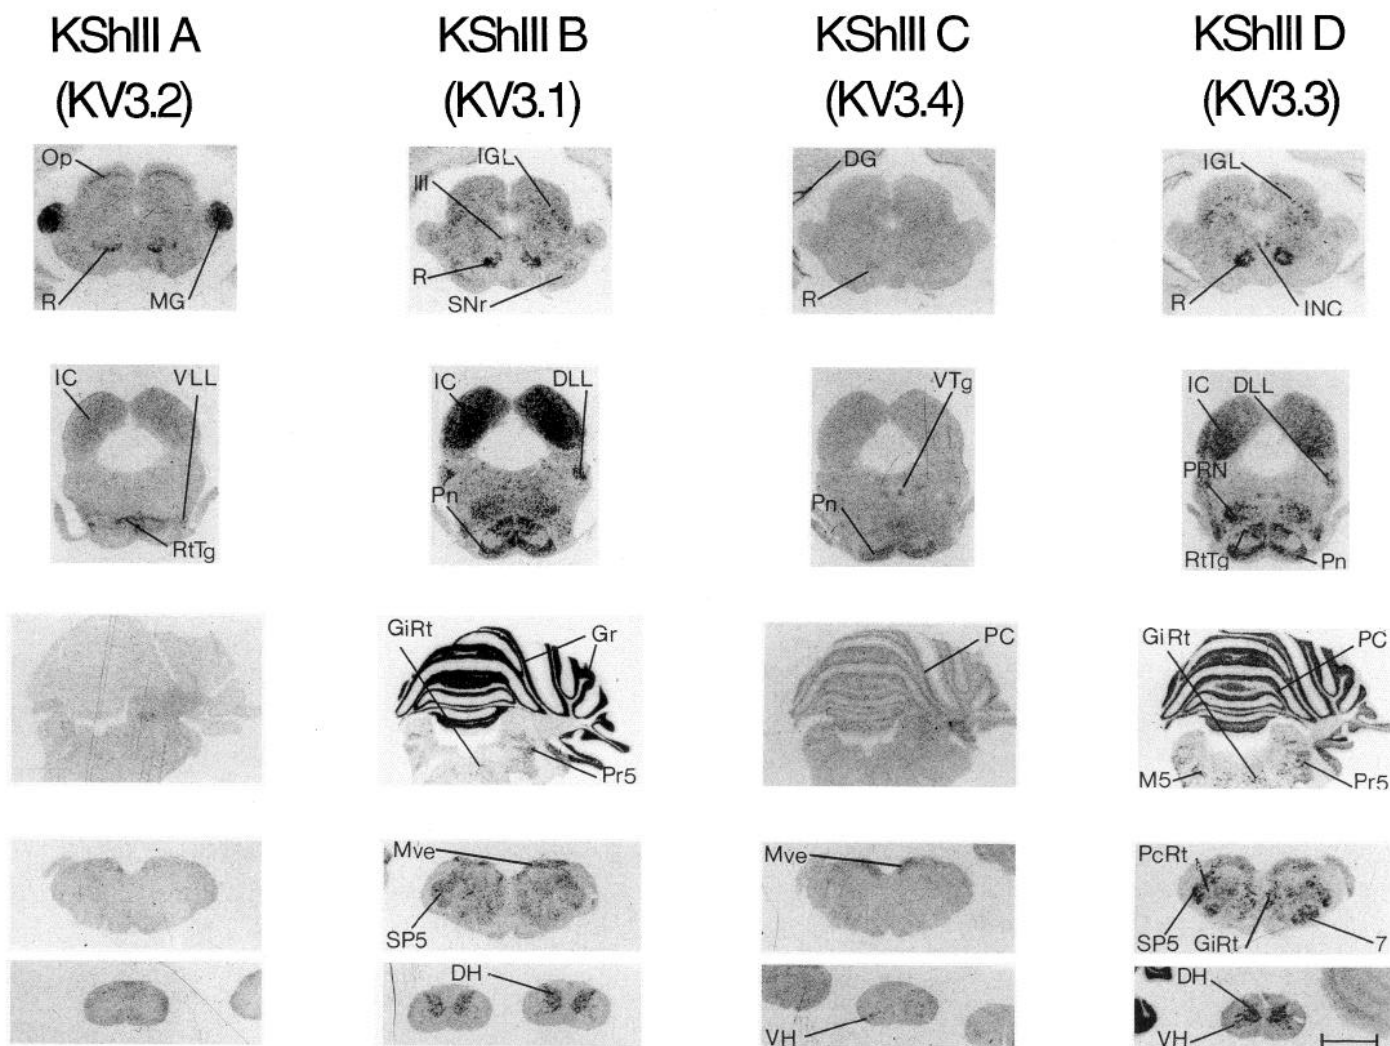 KShIII A
KShIII B
KShIII C
KShIII D
(KV3.2)
(KV3.1)
(KV3.4)
(KV3.3)
Op
R
MG
IGL
III
R
SNr
DG
R
IGL
R
INC
IC
VLL
RtTg
IC
DLL
Pn
VTg
Pn
IC
DLL
PRN
RtTg
Pn
GiRt
Gr
Pr5
PC
GiRt
PC
M5
Pr5
Mve
SP5
Mve
PcRt
SP5
GiRt
7
DH
VH
DH
VH